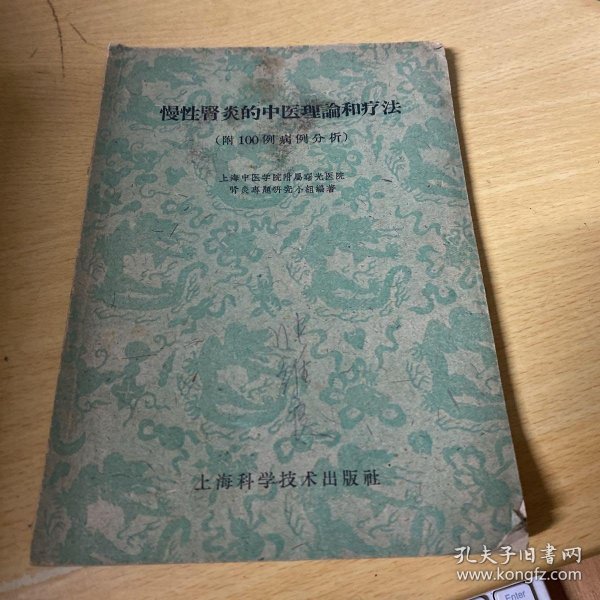 慢性腎炎的中医理論和疗法
(附100例病例分析)
上海中医学院附屬曙光医院
腎炎專題研究小組編著
上海科学技术出版社
孔夫子旧書网
www.kongfz.com
Enter